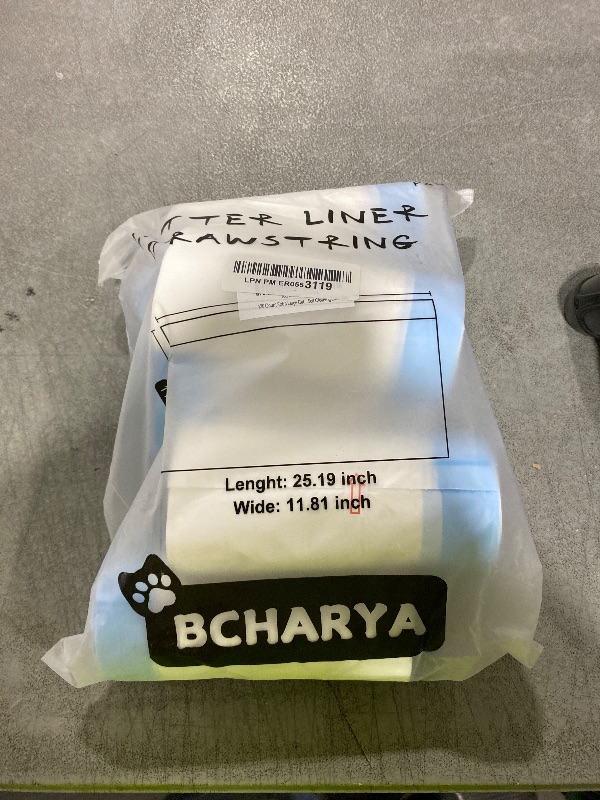 TTER LINER
RAWSTRING
LPN PM ER0553119
Lenght: 25.19 inch
Wide: 11.81 inch
BCHARYA